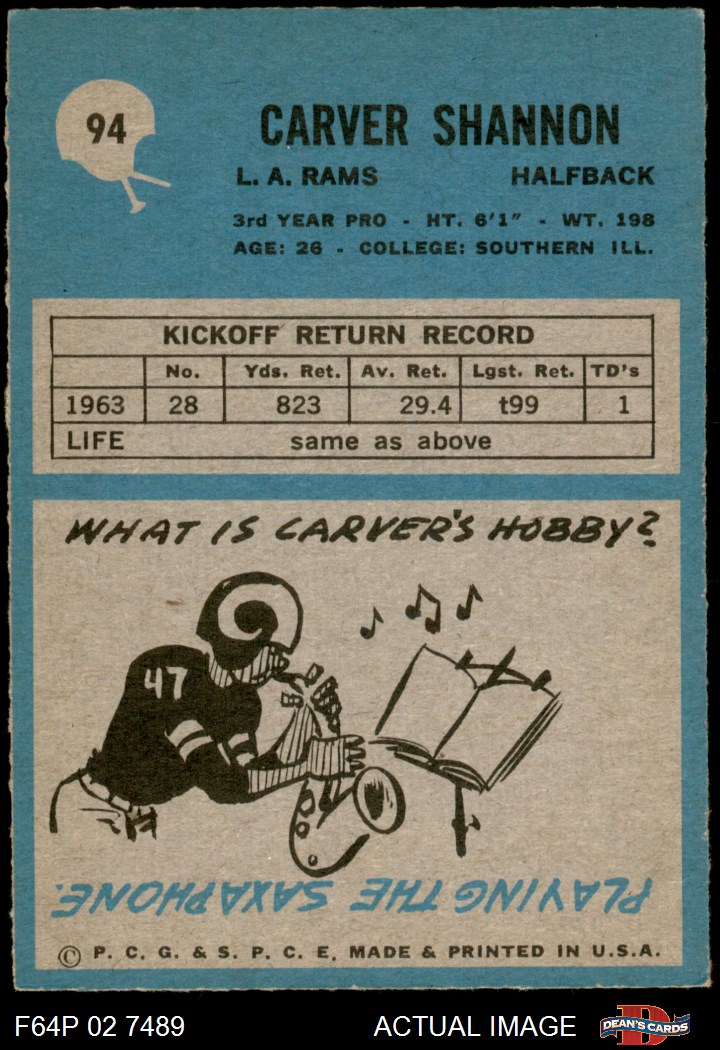 94
CARVER SHANNON
L. A. RAMS HALFBACK
3rd YEAR PRO - HT. 6'1" - WT. 198
AGE: 26 - COLLEGE: SOUTHERN ILL.
KICKOFF RETURN RECORD
No. Yds. Ret. Av. Ret. Lgst. Ret. TD's
1963 28 823 29.4 t99 1
LIFE same as above
WHAT IS CARVER'S HOBBY?
47
PLAYING THE SAXAPHONE.
© P. C. G. & S. P. C. E. MADE & PRINTED IN U.S.A.
F64P 02 7489 ACTUAL IMAGE D DEAN'S CARDS